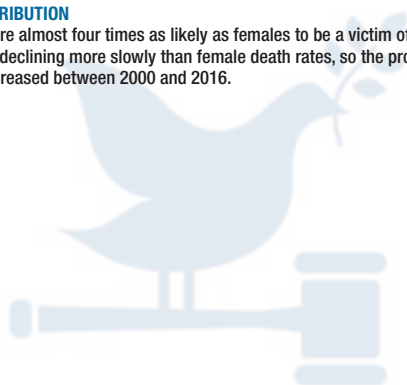 RIBUTION
re almost four times as likely as females to be a victim of
declining more slowly than female death rates, so the pro
reased between 2000 and 2016.